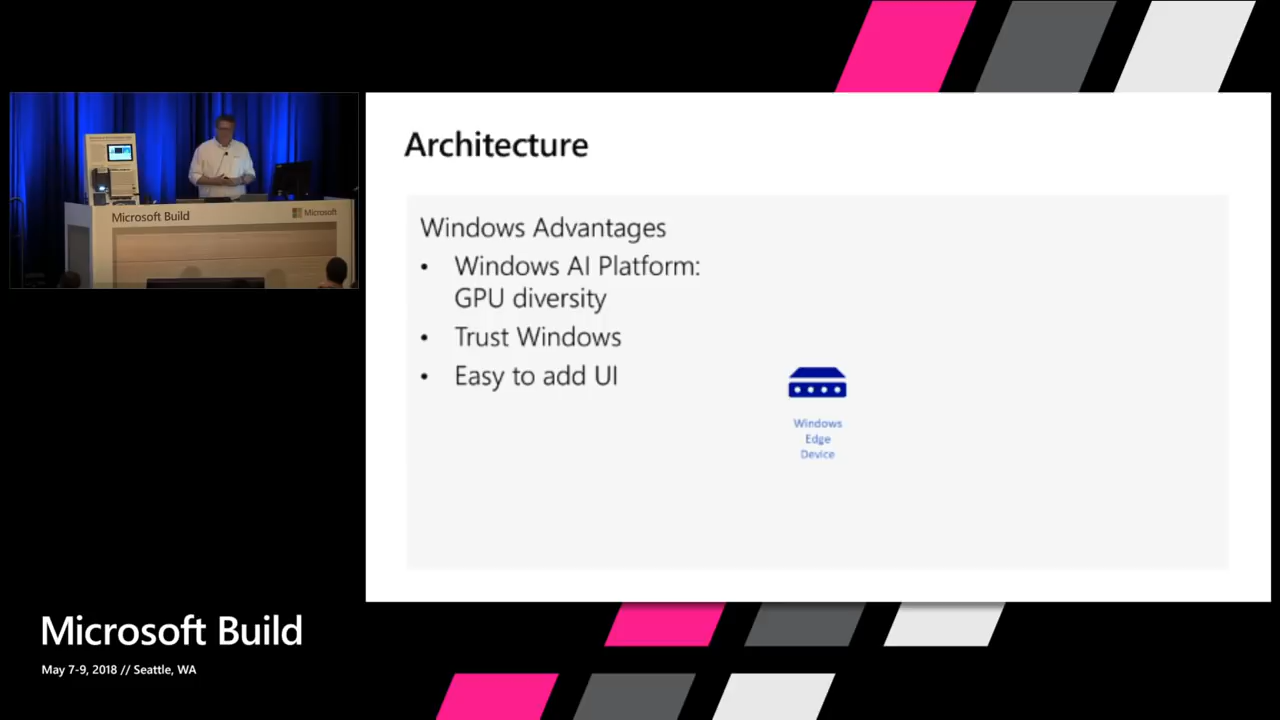 Architecture
Windows Advantages
• Windows AI Platform:
GPU diversity
• Trust Windows
• Easy to add UI
Windows
Edge
Device
Microsoft Build
Microsoft
Microsoft Build
May 7-9, 2018 // Seattle, WA